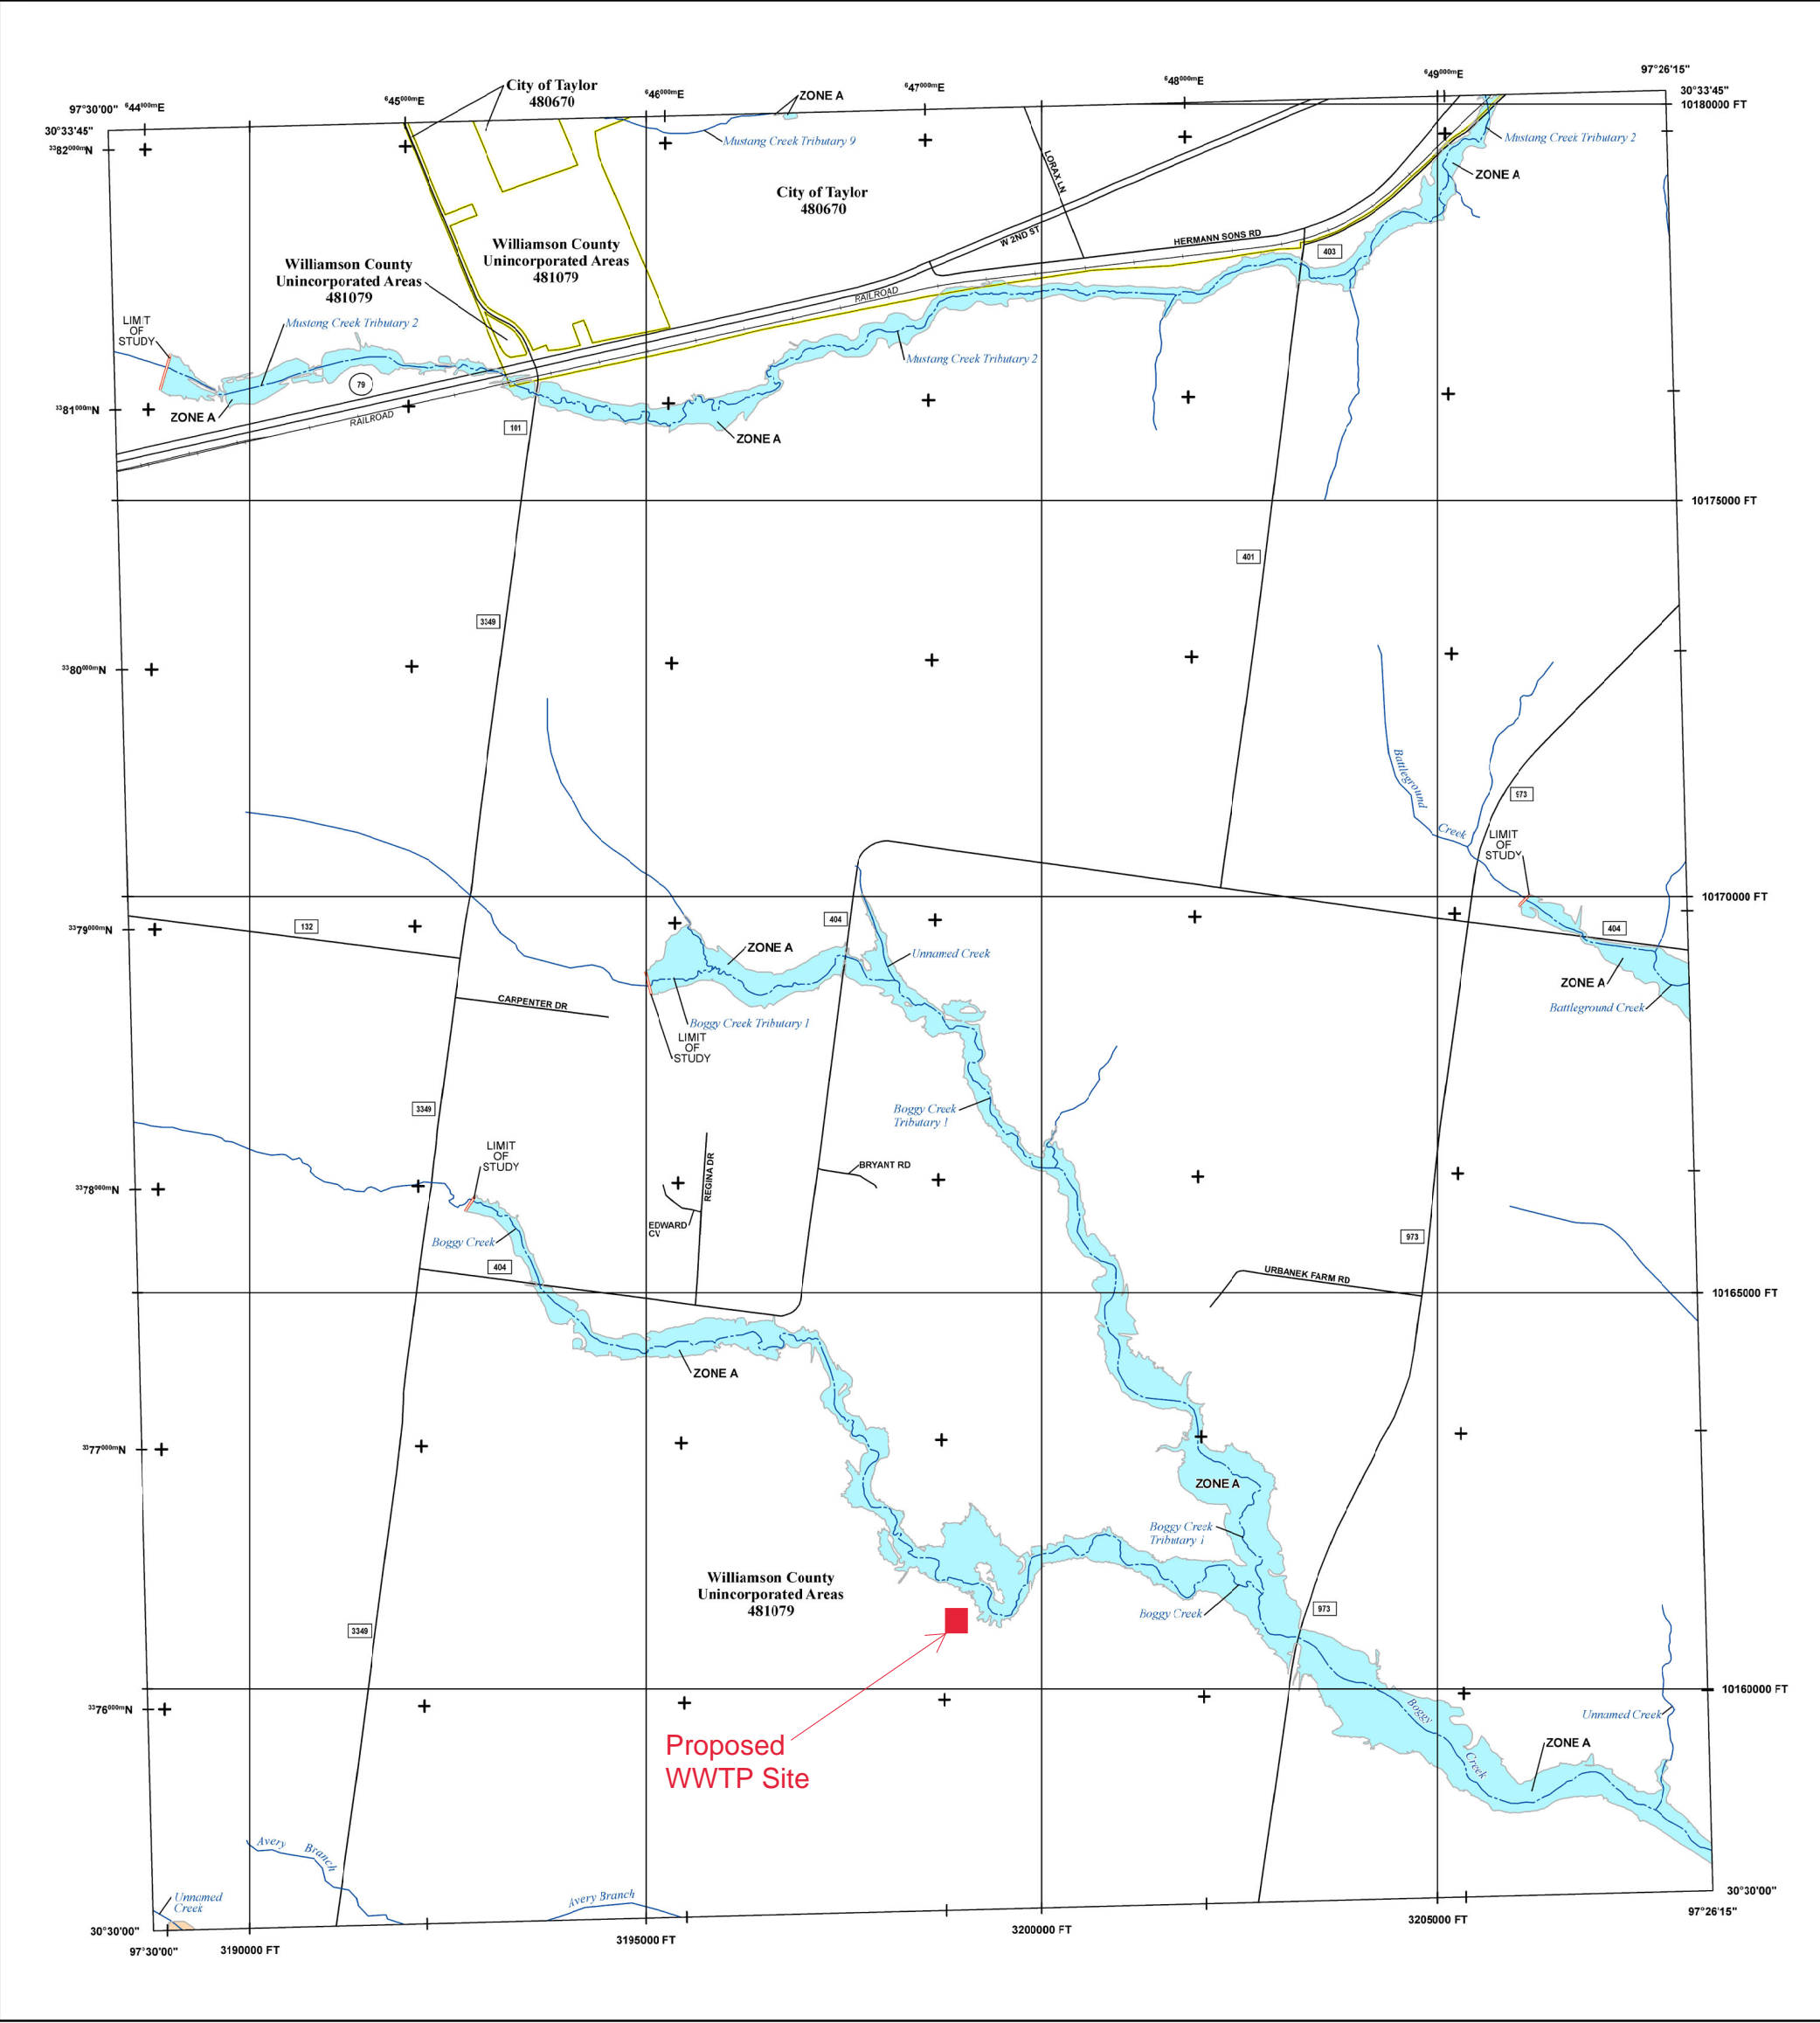 97°30'00"
644000mE
645000mE
City of Taylor
480670
646000mE
ZONE A
647000mE
648000mE
649000mE
97°26'15"
30°33'45"
10180000 FT
30°33'45"
3382000mN
Mustang Creek Tributary 9
Mustang Creek Tributary 2
ZONE A
LORAX LN
City of Taylor
480670
W 2ND ST
HERMANN SONS RD
403
Williamson County
Unincorporated Areas
481079
Williamson County
Unincorporated Areas
481079
RAILROAD
LIMIT
OF
STUDY
Mustang Creek Tributary 2
Mustang Creek Tributary 2
79
3381000mN
ZONE A
RAILROAD
101
ZONE A
10175000 FT
401
3349
3380000mN
Battleground
Creek
973
LIMIT
OF
STUDY
10170000 FT
404
132
3379000mN
404
ZONE A
Unnamed Creek
ZONE A
Battleground Creek
CARPENTER DR
Boggy Creek Tributary 1
LIMIT
OF
STUDY
3349
Boggy Creek
Tributary 1
LIMIT
OF
STUDY
BRYANT RD
REGINA DR
3378000mN
EDWARD
CV
Boggy Creek
973
404
URBANEK FARM RD
10165000 FT
ZONE A
3377000mN
ZONE A
Boggy Creek
Tributary 1
Williamson County
Unincorporated Areas
481079
Boggy Creek
973
3349
10160000 FT
3376000mN
Boggy
Creek
Unnamed Creek
Proposed
WWTP Site
ZONE A
Avery Branch
Unnamed
Creek
Avery Branch
30°30'00"
97°30'00"
3190000 FT
3195000 FT
3200000 FT
3205000 FT
30°30'00"
97°26'15"